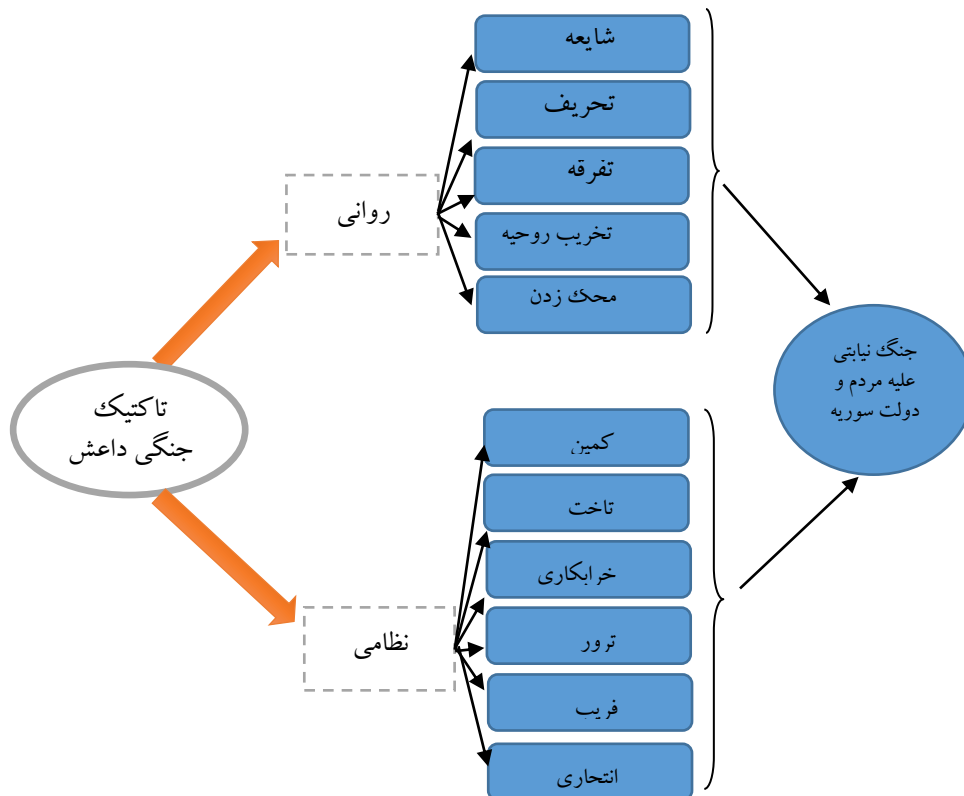 شایعه
تحریف
تفرقه
تخریب روحیه
محک زدن
روانی
جنگ نیابتی
علیه مردم و
دولت سوریه
تاکتیک
جنگی داعش
کمین
تاخت
خرابکاری
ترور
فریب
انتحاری
نظامی